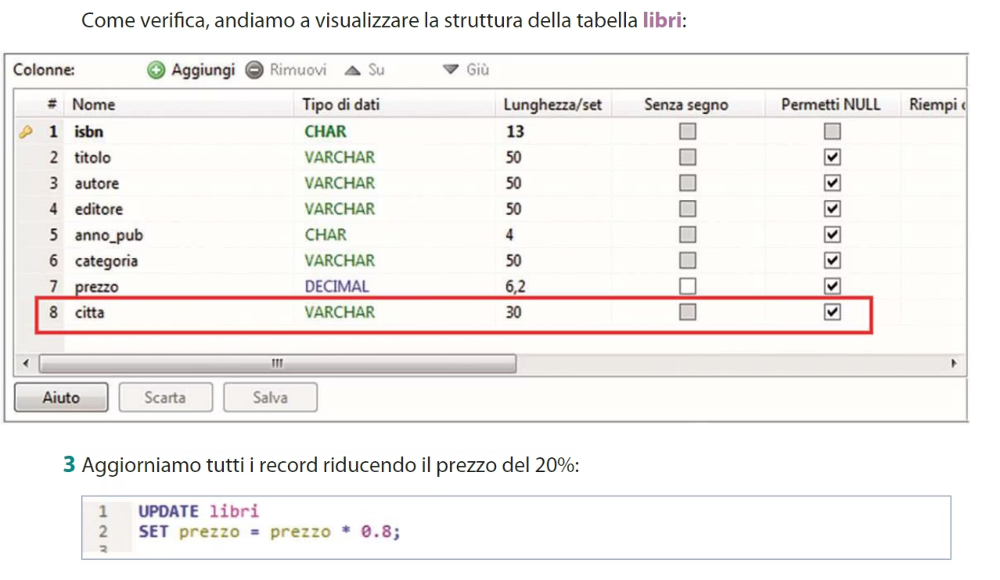 Come verifica, andiamo a visualizzare la struttura della tabella libri:
Colonne: Aggiungi Rimuovi Su Giù
# Nome Tipo di dati Lunghezza/set Senza segno Permetti NULL Riempi
1 isbn CHAR 13
2 titolo VARCHAR 50
3 autore VARCHAR 50
4 editore VARCHAR 50
5 anno_pub CHAR 4
6 categoria VARCHAR 50
7 prezzo DECIMAL 6,2
8 citta VARCHAR 30
Aiuto Scarta Salva
3 Aggiorniamo tutti i record riducendo il prezzo del 20%:
1 UPDATE libri
2 SET prezzo = prezzo * 0.8;
3